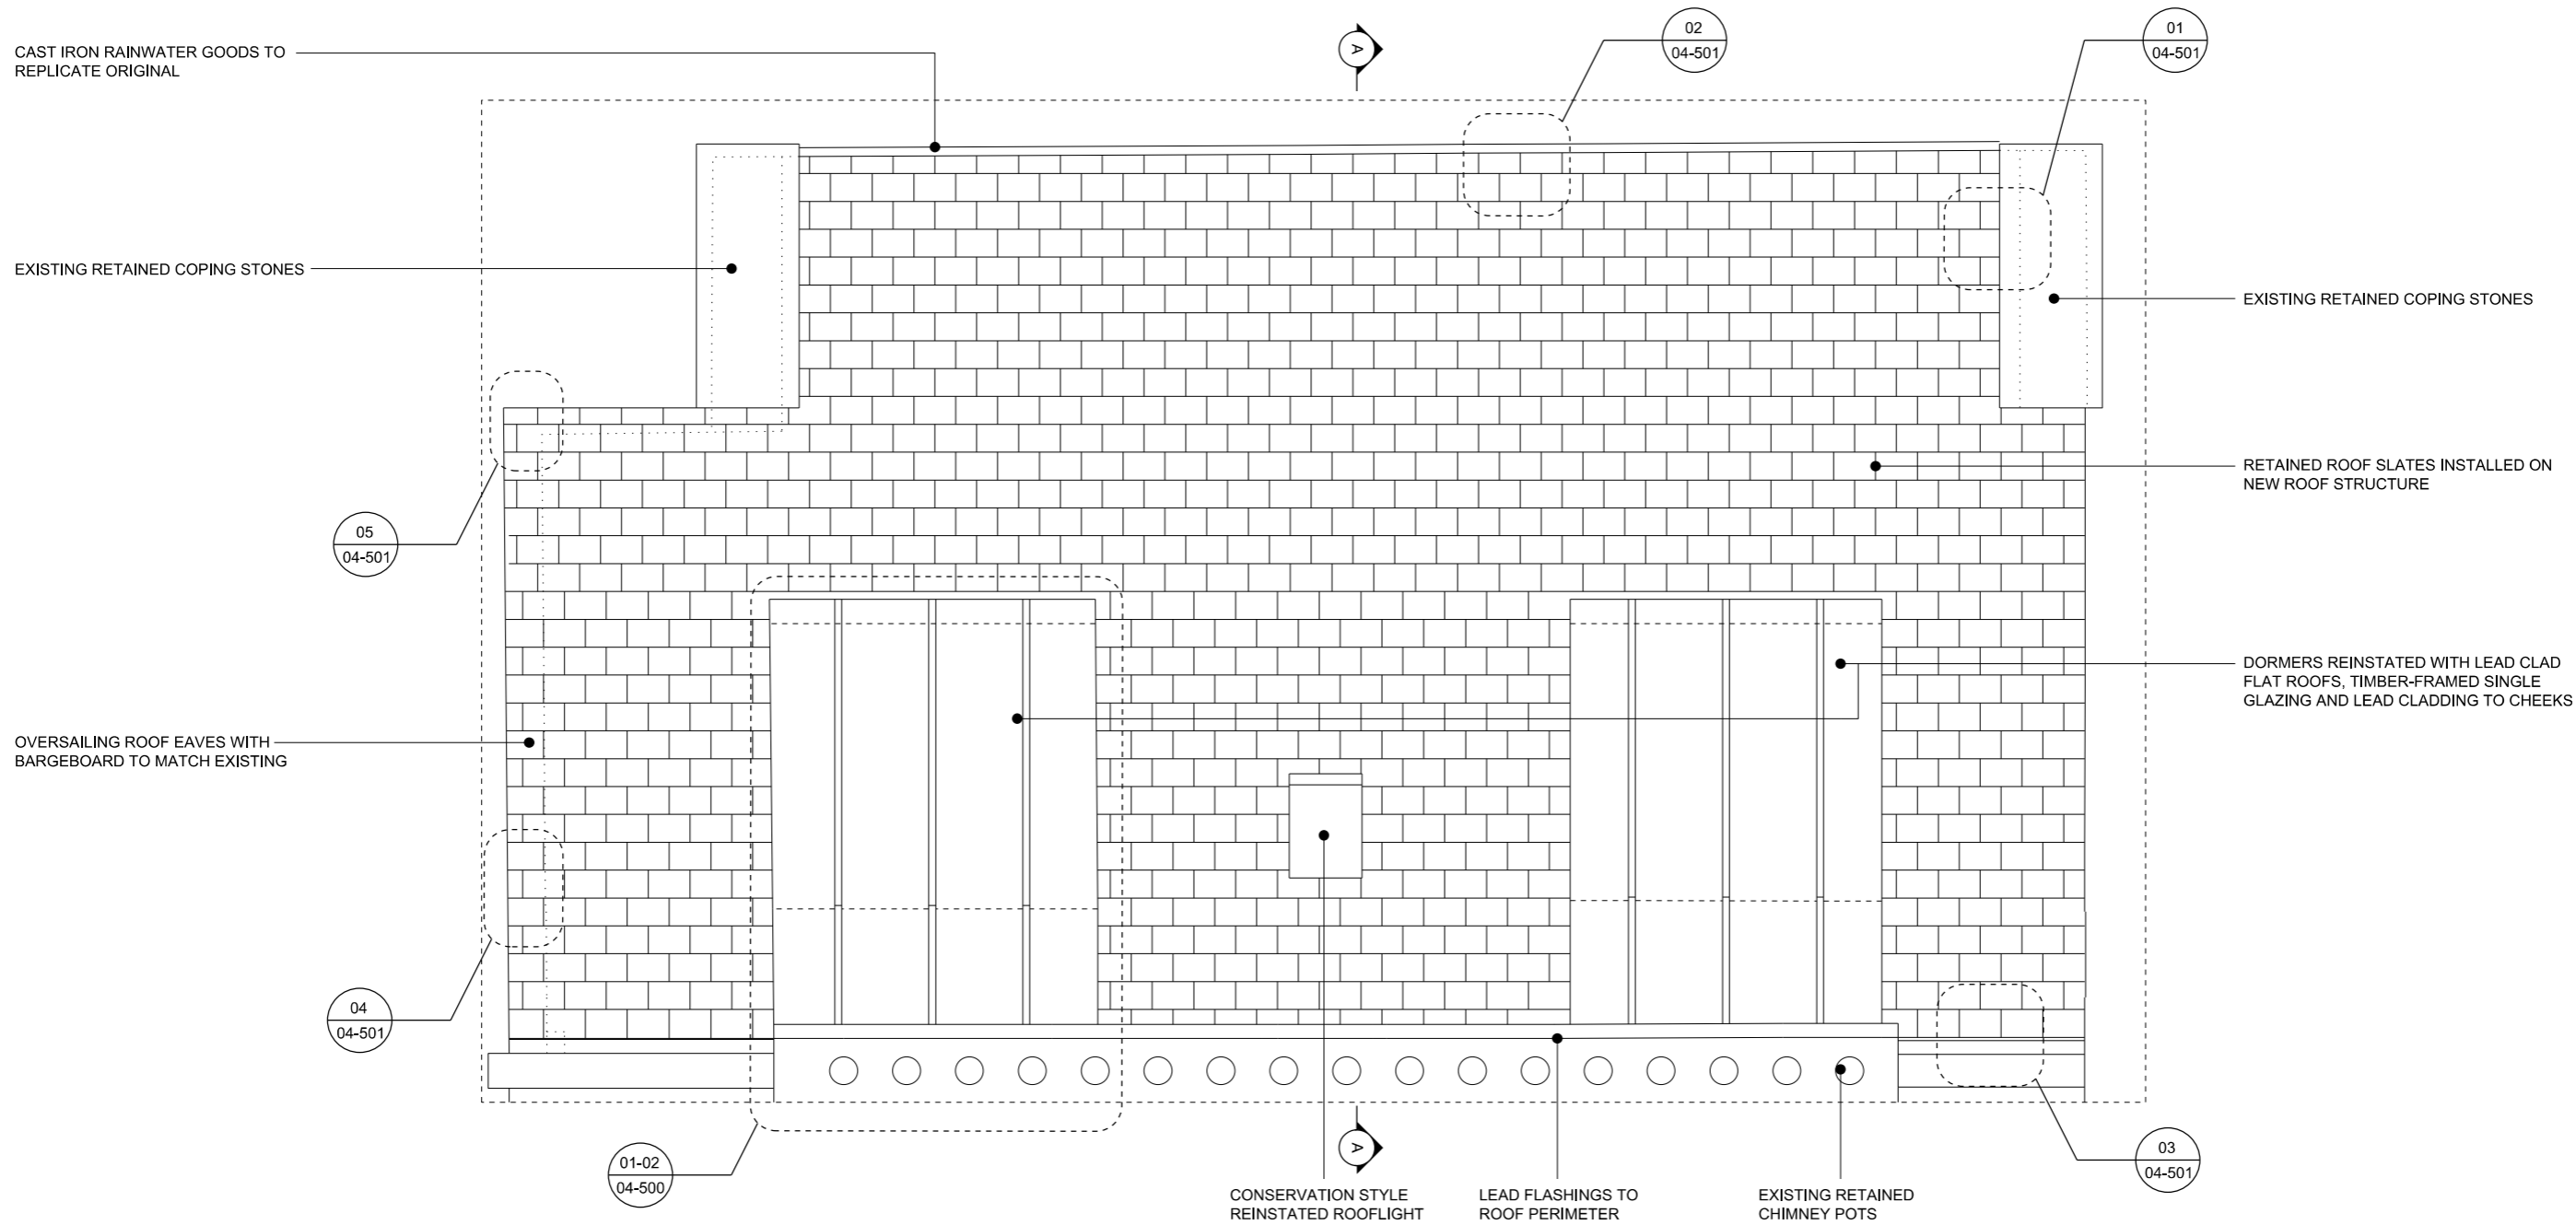 CAST IRON RAINWATER GOODS TO
REPLICATE ORIGINAL
A
02
04-501
01
04-501
EXISTING RETAINED COPING STONES
EXISTING RETAINED COPING STONES
RETAINED ROOF SLATES INSTALLED ON
NEW ROOF STRUCTURE
05
04-501
DORMERS REINSTATED WITH LEAD CLAD
FLAT ROOFS, TIMBER-FRAMED SINGLE
GLAZING AND LEAD CLADDING TO CHEEKS
OVERSAILING ROOF EAVES WITH
BARGEBOARD TO MATCH EXISTING
04
04-501
01-02
04-500
A
03
04-501
CONSERVATION STYLE
REINSTATED ROOFLIGHT
LEAD FLASHINGS TO
ROOF PERIMETER
EXISTING RETAINED
CHIMNEY POTS